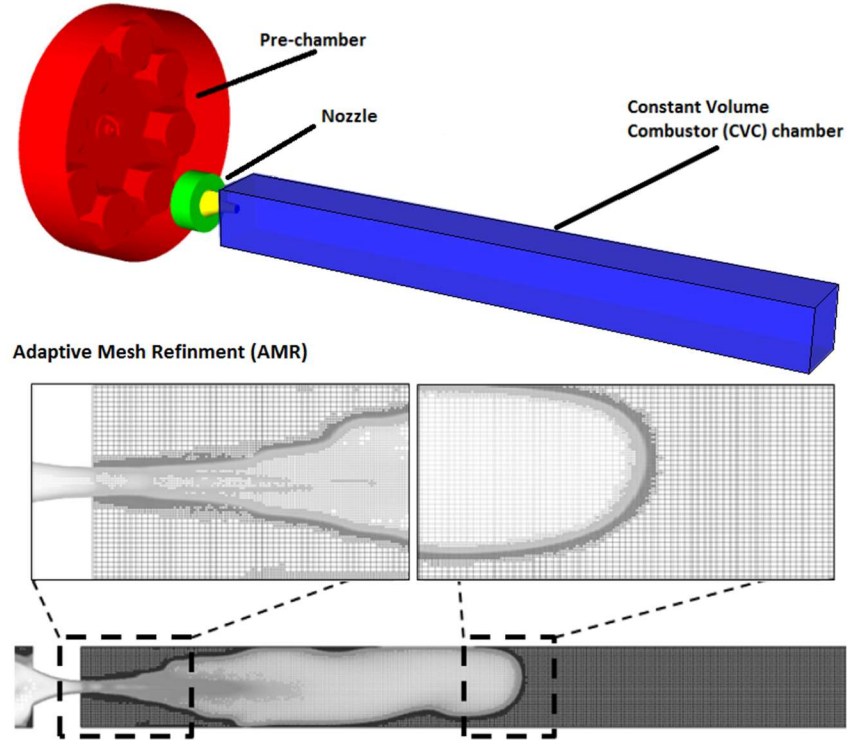 Pre-chamber
Nozzle
Constant Volume
Combustor (CVC) chamber
Adaptive Mesh Refinment (AMR)